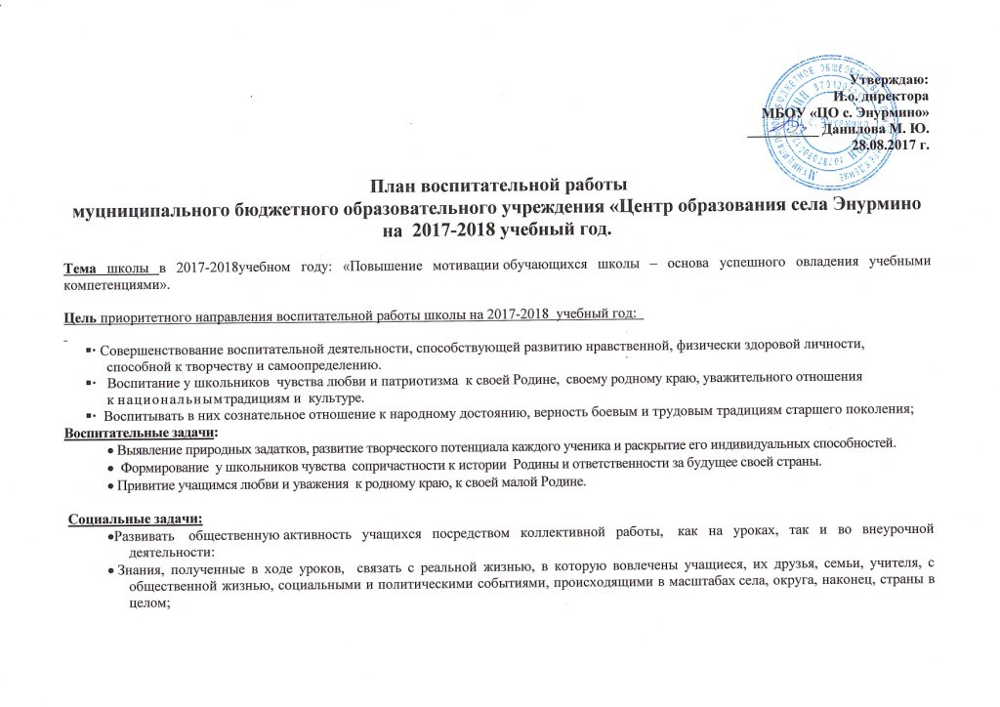 Утверждаю:
И.о. директора
МБОУ «ЦО с. Энурмино»
____________ Данилова М. Ю.
28.08.2017 г.
План воспитательной работы
муцниципального бюджетного образовательного учреждения «Центр образования села Энурмино
на 2017-2018 учебный год.
Тема школы в 2017-2018учебном году: «Повышение мотивации обучающихся школы – основа успешного овладения учебными
компетенциями».
Цель приоритетного направления воспитательной работы школы на 2017-2018 учебный год:
▪· Совершенствование воспитательной деятельности, способствующей развитию нравственной, физически здоровой личности,
способной к творчеству и самоопределению.
▪· Воспитание у школьников чувства любви и патриотизма к своей Родине, своему родному краю, уважительного отношения
к национальнымтрадициям и культуре.
▪· Воспитывать в них сознательное отношение к народному достоянию, верность боевым и трудовым традициям старшего поколения;
Воспитательные задачи:
• Выявление природных задатков, развитие творческого потенциала каждого ученика и раскрытие его индивидуальных способностей.
• Формирование у школьников чувства сопричастности к истории Родины и ответственности за будущее своей страны.
• Привитие учащимся любви и уважения к родному краю, к своей малой Родине.
Социальные задачи:
•Развивать общественную активность учащихся посредством коллективной работы, как на уроках, так и во внеурочной
деятельности:
• Знания, полученные в ходе уроков, связать с реальной жизнью, в которую вовлечены учащиеся, их друзья, семьи, учителя, с
общественной жизнью, социальными и политическими событиями, происходящими в масштабах села, округа, наконец, страны в
целом;